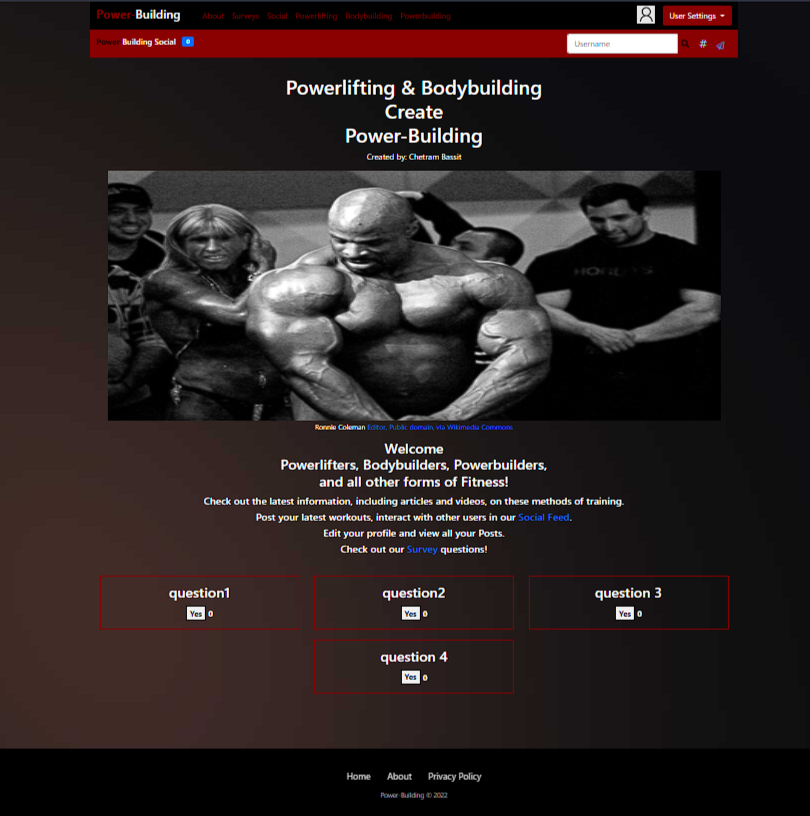 Power-Building About Surveys Social Powerlifting Bodybuilding Powerbuilding User Settings
Power-Building Social 0 Username #
Powerlifting & Bodybuilding
Create
Power-Building
Created by: Chetram Bassit
Ronnie Coleman Editor, Public domain, via Wikimedia Commons
Welcome
Powerlifters, Bodybuilders, Powerbuilders,
and all other forms of Fitness!
Check out the latest information, including articles and videos, on these methods of training.
Post your latest workouts, interact with other users in our Social Feed.
Edit your profile and view all your Posts.
Check out our Survey questions!
question1 question2 question 3
Yes 0 Yes 0 Yes 0
question 4
Yes 0
Home About Privacy Policy
Power-Building © 2022